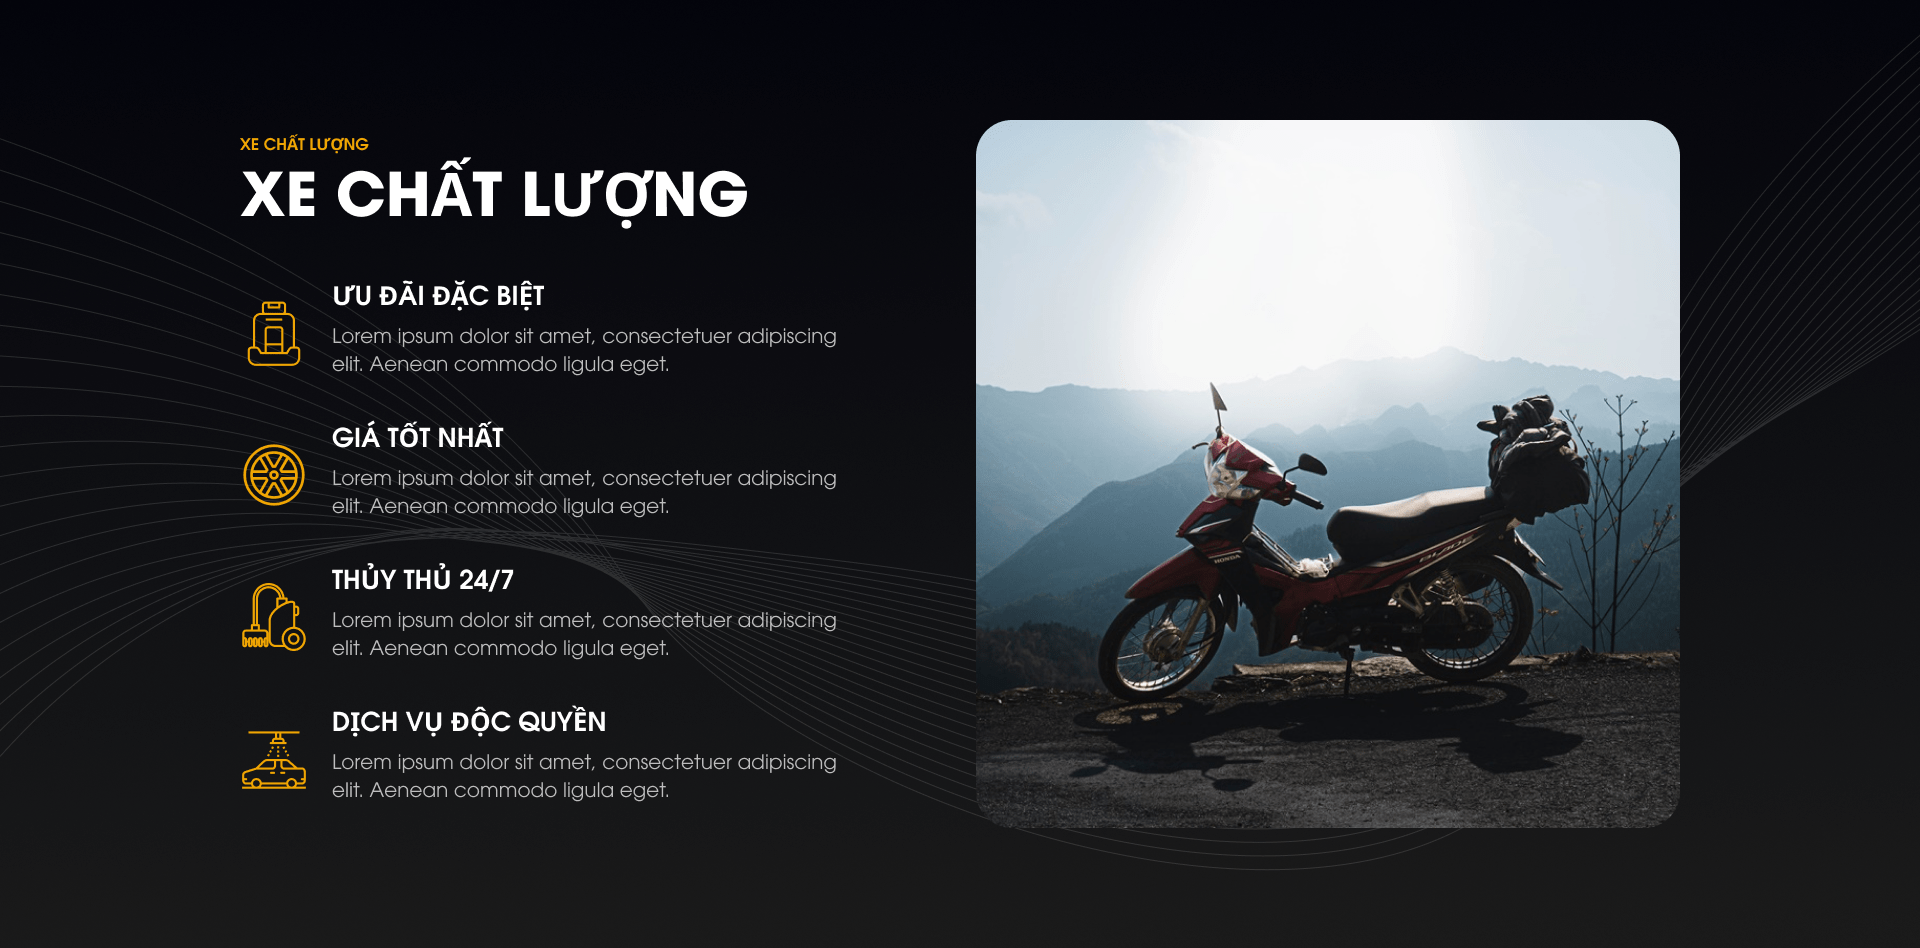 XE CHẤT LƯỢNG
XE CHẤT LƯỢNG
ƯU ĐÃI ĐẶC BIỆT
Lorem ipsum dolor sit amet, consectetuer adipiscing
elit. Aenean commodo ligula eget.
GIÁ TỐT NHẤT
Lorem ipsum dolor sit amet, consectetuer adipiscing
elit. Aenean commodo ligula eget.
THỦY THỦ 24/7
Lorem ipsum dolor sit amet, consectetuer adipiscing
elit. Aenean commodo ligula eget.
DỊCH VỤ ĐỘC QUYỀN
Lorem ipsum dolor sit amet, consectetuer adipiscing
elit. Aenean commodo ligula eget.
HONDA
BLADE